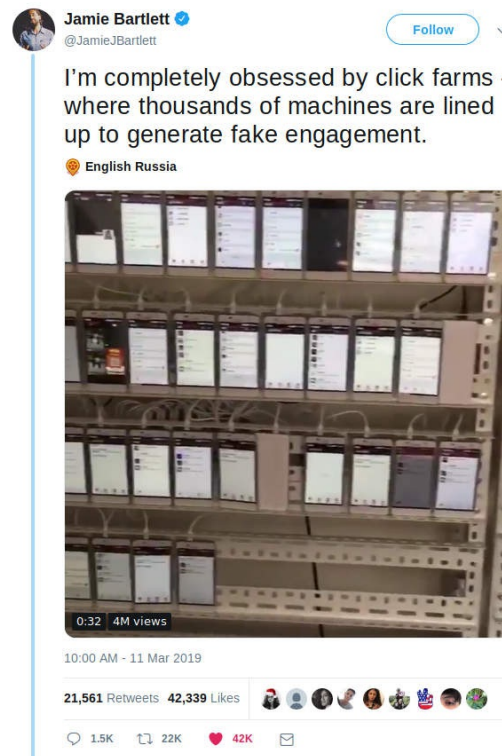 Jamie Bartlett
@JamieJBartlett
Follow
I'm completely obsessed by click farms -
where thousands of machines are lined
up to generate fake engagement.
English Russia
0:32 4M views
10:00 AM - 11 Mar 2019
21,561 Retweets 42,339 Likes
1.5K 22K 42K